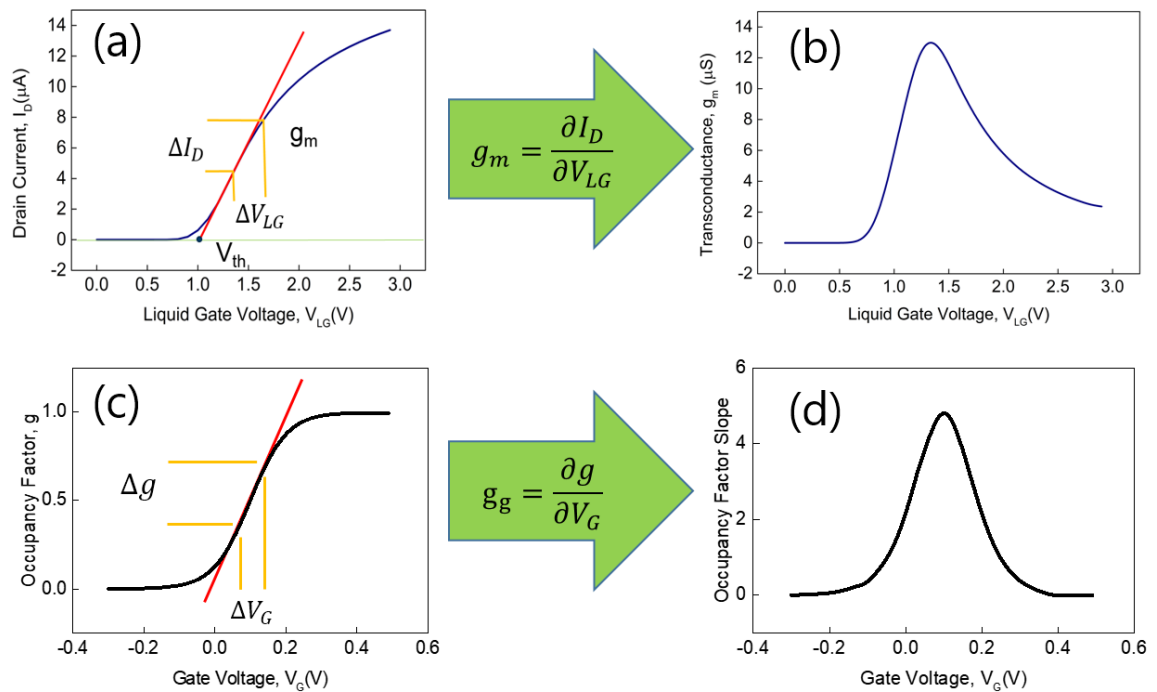 (a)
14
12
10
8
6
4
2
0
-2
Drain Current, I_D(μA)
ΔI_D
g_m
ΔV_LG
V_th,
0.0 0.5 1.0 1.5 2.0 2.5 3.0
Liquid Gate Voltage, V_LG(V)
g_m = ∂I_D / ∂V_LG
(b)
14
12
10
8
6
4
2
0
-2
Transconductance, g_m (μS)
0.0 0.5 1.0 1.5 2.0 2.5 3.0
Liquid Gate Voltage, V_LG(V)
(c)
1.0
0.5
0.0
Occupancy Factor, g
Δg
ΔV_G
-0.4 -0.2 0.0 0.2 0.4 0.6
Gate Voltage, V_G(V)
g_g = ∂g / ∂V_G
(d)
6
4
2
0
Occupancy Factor Slope
-0.4 -0.2 0.0 0.2 0.4 0.6
Gate Voltage, V_G(V)